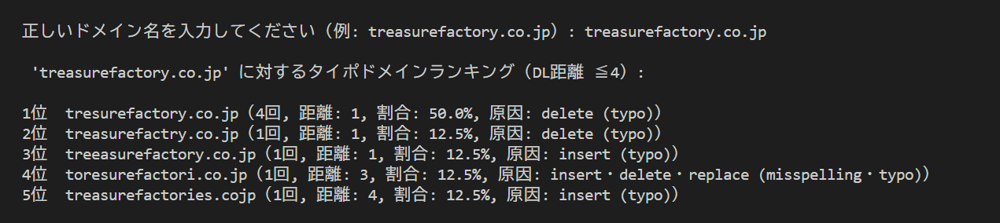 正しいドメイン名を入力してください（例: treasurefactory.co.jp）: treasurefactory.co.jp
'treasurefactory.co.jp' に対するタイポドメインランキング（DL距離 ≦4）:
1位 tresurefactory.co.jp（4回, 距離: 1, 割合: 50.0%, 原因: delete (typo)）
2位 treasurefactry.co.jp（1回, 距離: 1, 割合: 12.5%, 原因: delete (typo)）
3位 treeasurefactory.co.jp（1回, 距離: 1, 割合: 12.5%, 原因: insert (typo)）
4位 toresurefactori.co.jp（1回, 距離: 3, 割合: 12.5%, 原因: insert・delete・replace (misspelling・typo)）
5位 treasurefactories.cojp（1回, 距離: 4, 割合: 12.5%, 原因: insert (typo)）